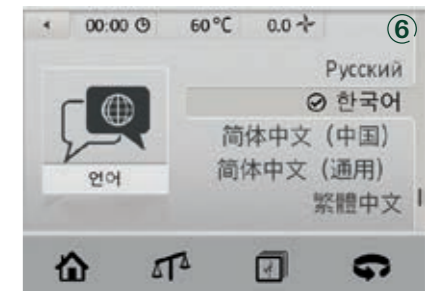 00:00 60°C 0.0 ⑥
Русский
한국어
简体中文（中国）
简体中文（通用）
繁體中文
언어